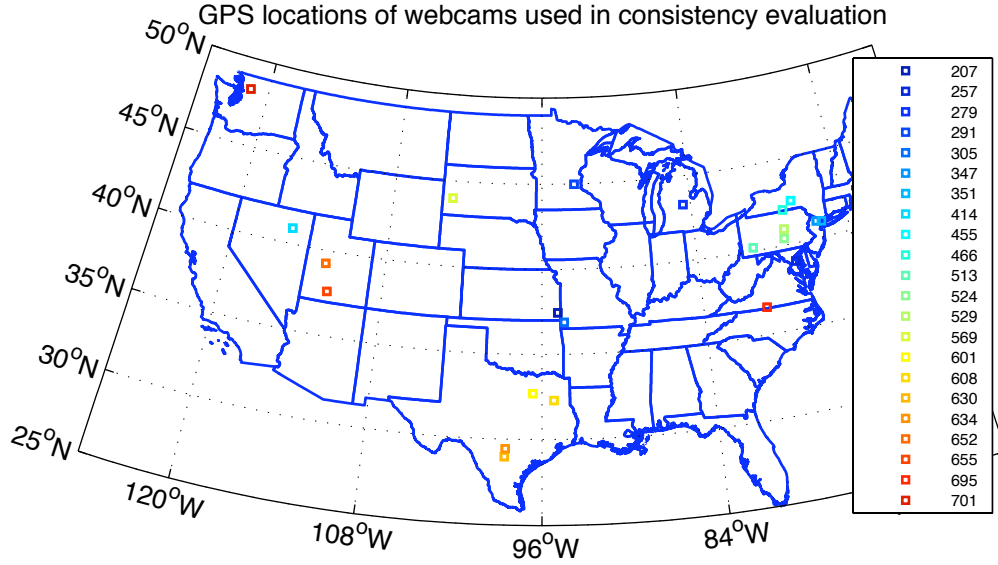 GPS locations of webcams used in consistency evaluation
50°N
45°N
40°N
35°N
30°N
25°N
120°W
108°W
96°W
84°W
207
257
279
291
305
347
351
414
455
466
513
524
529
569
601
608
630
634
652
655
695
701